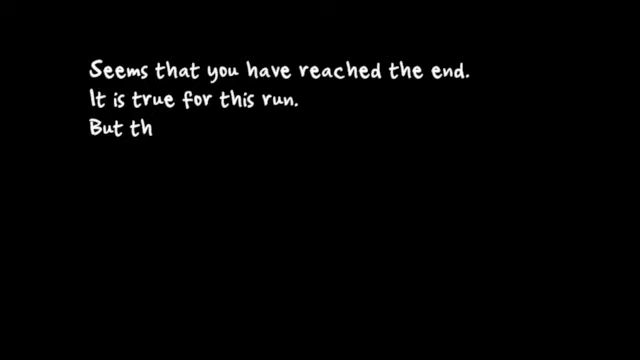 Seems that you have reached the end.
It is true for this run.
But th